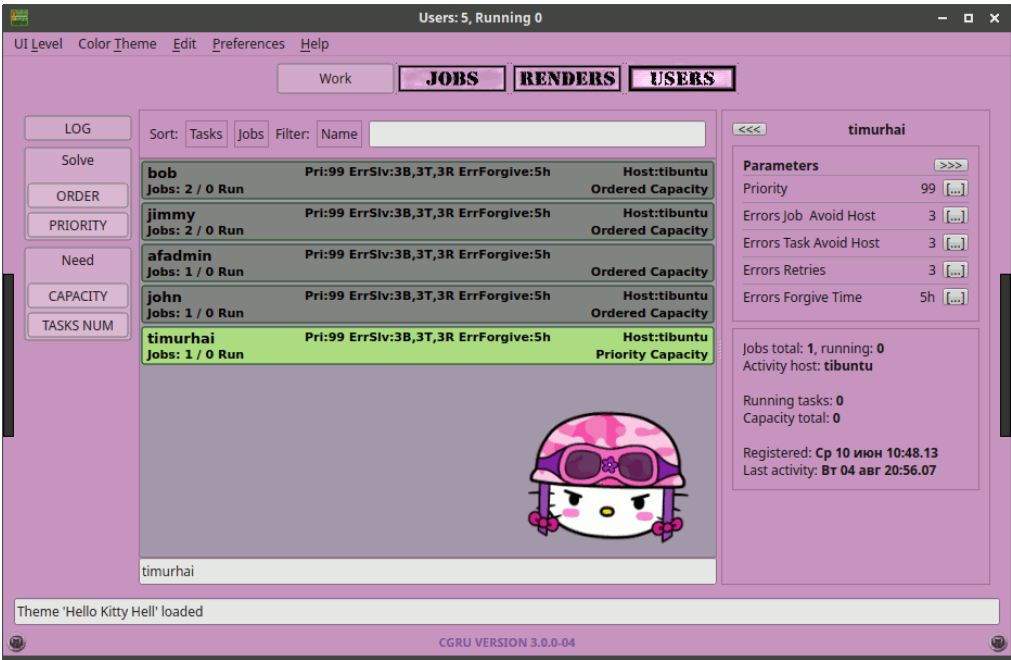 Users: 5, Running 0
UI Level Color Theme Edit Preferences Help
Work JOBS RENDERS USERS
LOG
Solve
ORDER
PRIORITY
Need
CAPACITY
TASKS NUM
Sort: Tasks Jobs Filter: Name
bob Pri:99 ErrSlv:3B,3T,3R ErrForgive:5h Host:tibuntu
Jobs: 2 / 0 Run Ordered Capacity
jimmy Pri:99 ErrSlv:3B,3T,3R ErrForgive:5h Host:tibuntu
Jobs: 2 / 0 Run Ordered Capacity
afadmin Pri:99 ErrSlv:3B,3T,3R ErrForgive:5h
Jobs: 1 / 0 Run Ordered Capacity
john Pri:99 ErrSlv:3B,3T,3R ErrForgive:5h Host:tibuntu
Jobs: 1 / 0 Run Ordered Capacity
timurhai Pri:99 ErrSlv:3B,3T,3R ErrForgive:5h Host:tibuntu
Jobs: 1 / 0 Run Priority Capacity
timurhai
<<< timurhai
Parameters >>>
Priority 99 [...]
Errors Job Avoid Host 3 [...]
Errors Task Avoid Host 3 [...]
Errors Retries 3 [...]
Errors Forgive Time 5h [...]
Jobs total: 1, running: 0
Activity host: tibuntu
Running tasks: 0
Capacity total: 0
Registered: Ср 10 июн 10:48.13
Last activity: Вт 04 авг 20:56.07
Theme 'Hello Kitty Hell' loaded
CGRU VERSION 3.0.0-04